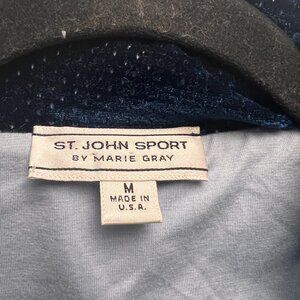 ST. JOHN SPORT
BY MARIE GRAY
M
MADE IN
U.S.A.